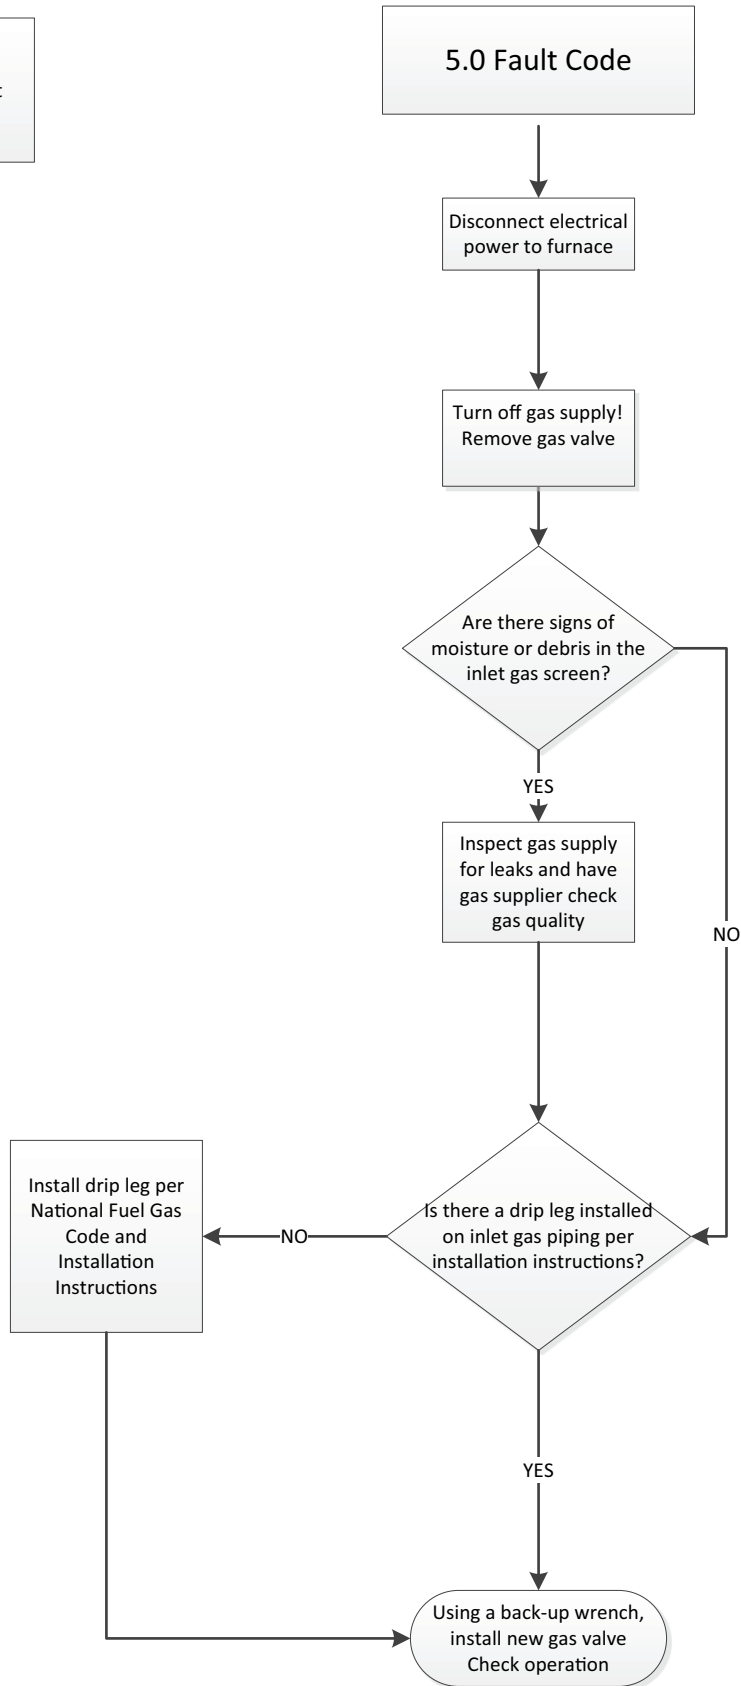 5.0 Fault Code
Disconnect electrical
power to furnace
Turn off gas supply!
Remove gas valve
Are there signs of
moisture or debris in the
inlet gas screen?
YES
Inspect gas supply
for leaks and have
gas supplier check
gas quality
NO
Install drip leg per
National Fuel Gas
Code and
Installation
Instructions
NO
Is there a drip leg installed
on inlet gas piping per
installation instructions?
YES
Using a back-up wrench,
install new gas valve
Check operation